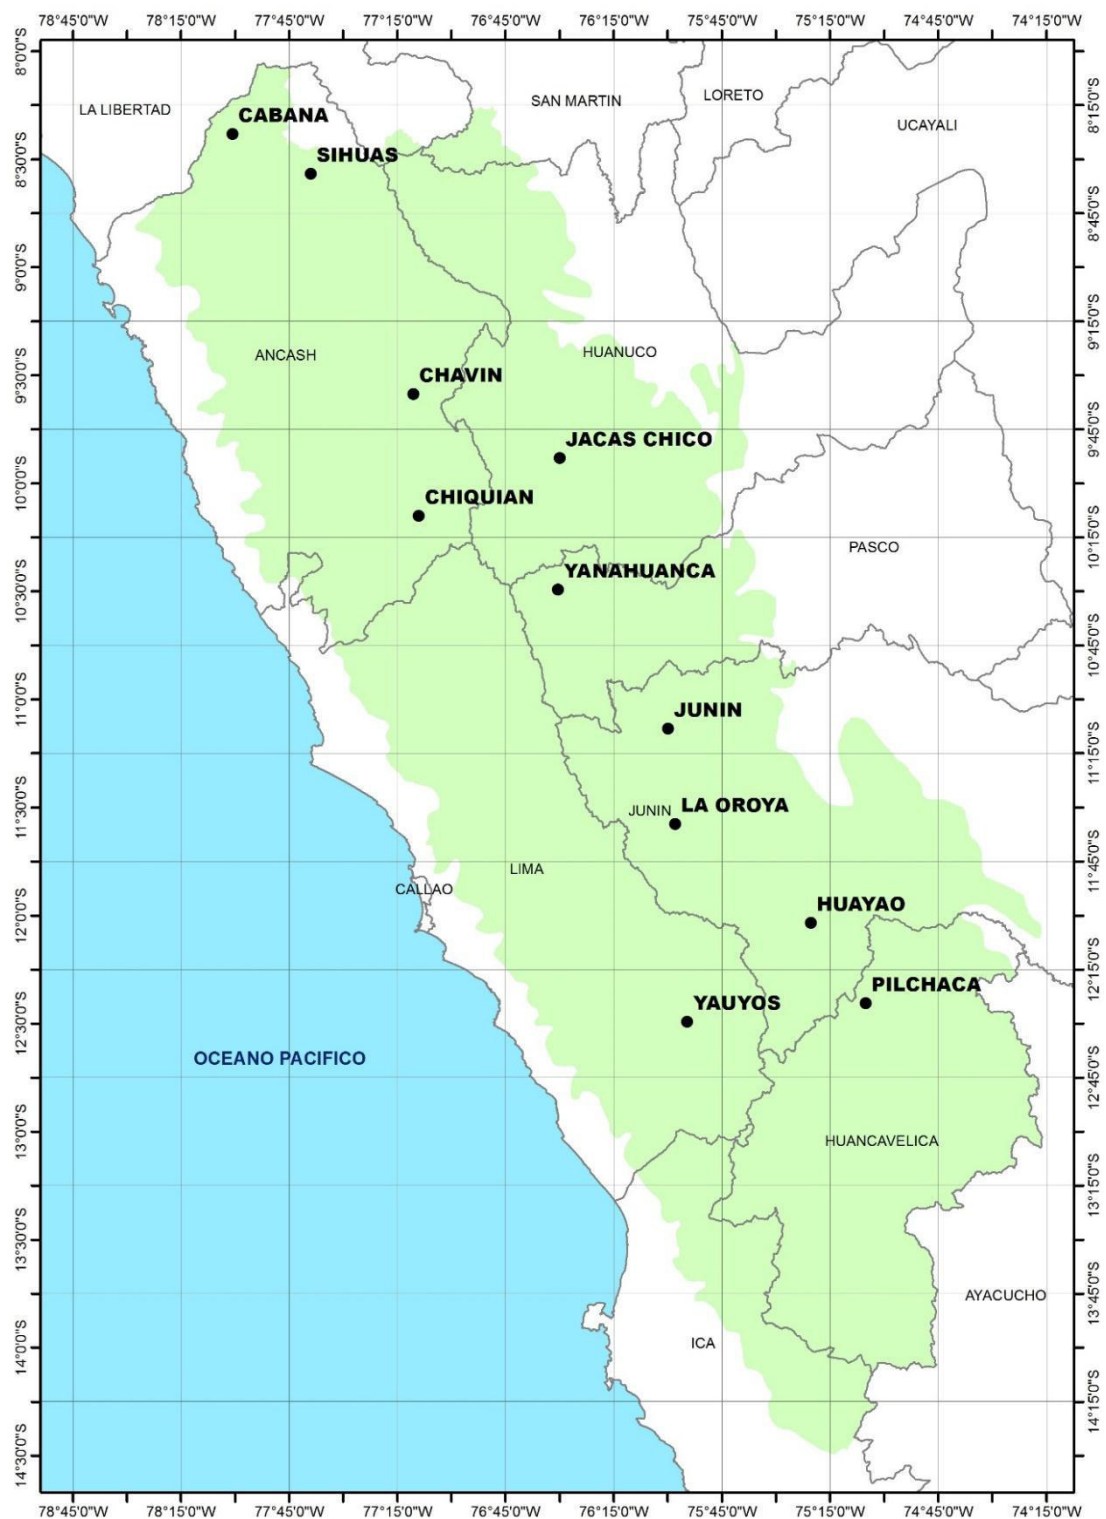 78°45'0"W 78°15'0"W 77°45'0"W 77°15'0"W 76°45'0"W 76°15'0"W 75°45'0"W 75°15'0"W 74°45'0"W 74°15'0"W
8°0'0"S
8°30'0"S
9°0'0"S
9°30'0"S
10°0'0"S
10°30'0"S
11°0'0"S
11°30'0"S
12°0'0"S
12°30'0"S
13°0'0"S
13°30'0"S
14°0'0"S
14°30'0"S
LA LIBERTAD
SAN MARTIN
LORETO
UCAYALI
CABANA
SIHUAS
ANCASH
HUANUCO
CHAVIN
JACAS CHICO
CHIQUIAN
PASCO
YANAHUANCA
JUNIN
JUNIN
LA OROYA
LIMA
CALLAO
HUAYAO
PILCHACA
YAUYOS
OCEANO PACIFICO
HUANCAVELICA
AYACUCHO
ICA
8°15'0"S
8°45'0"S
9°15'0"S
9°45'0"S
10°15'0"S
10°45'0"S
11°15'0"S
11°45'0"S
12°15'0"S
12°45'0"S
13°15'0"S
13°45'0"S
14°15'0"S
78°45'0"W 78°15'0"W 77°45'0"W 77°15'0"W 76°45'0"W 76°15'0"W 75°45'0"W 75°15'0"W 74°45'0"W 74°15'0"W